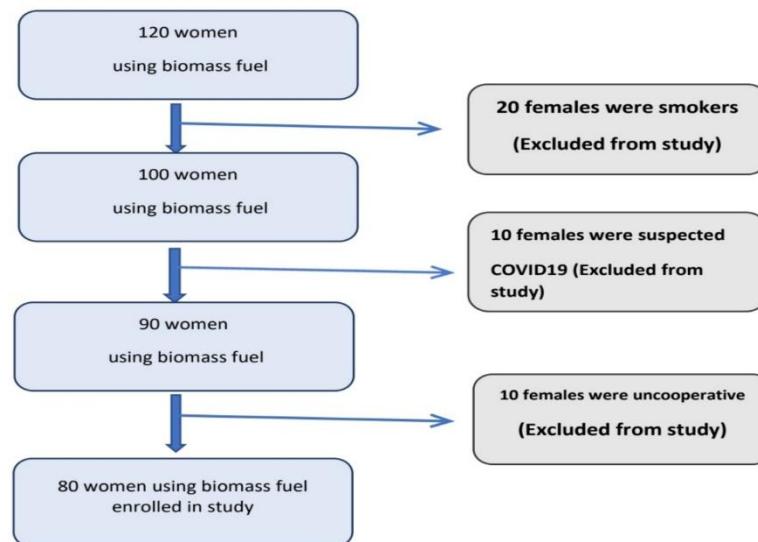 120 women
using biomass fuel
20 females were smokers
(Excluded from study)
100 women
using biomass fuel
10 females were suspected
COVID19 (Excluded from
study)
90 women
using biomass fuel
10 females were uncooperative
(Excluded from study)
80 women using biomass fuel
enrolled in study